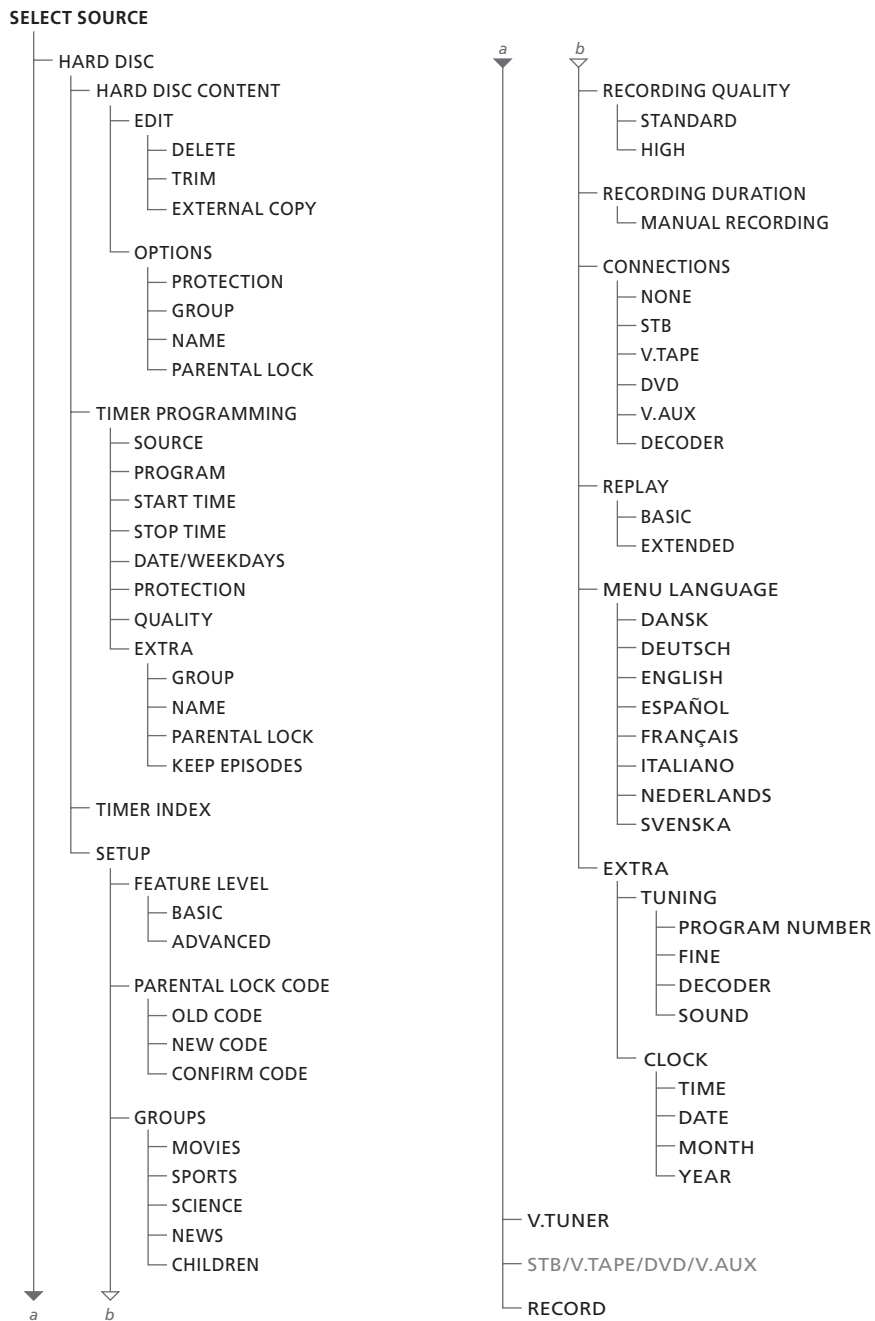 SELECT SOURCE
HARD DISC
HARD DISC CONTENT
EDIT
DELETE
TRIM
EXTERNAL COPY
OPTIONS
PROTECTION
GROUP
NAME
PARENTAL LOCK
TIMER PROGRAMMING
SOURCE
PROGRAM
START TIME
STOP TIME
DATE/WEEKDAYS
PROTECTION
QUALITY
EXTRA
GROUP
NAME
PARENTAL LOCK
KEEP EPISODES
TIMER INDEX
SETUP
FEATURE LEVEL
BASIC
ADVANCED
PARENTAL LOCK CODE
OLD CODE
NEW CODE
CONFIRM CODE
GROUPS
MOVIES
SPORTS
SCIENCE
NEWS
CHILDREN
a b
a b
RECORDING QUALITY
STANDARD
HIGH
RECORDING DURATION
MANUAL RECORDING
CONNECTIONS
NONE
STB
V.TAPE
DVD
V.AUX
DECODER
REPLAY
BASIC
EXTENDED
MENU LANGUAGE
DANSK
DEUTSCH
ENGLISH
ESPAÑOL
FRANÇAIS
ITALIANO
NEDERLANDS
SVENSKA
EXTRA
TUNING
PROGRAM NUMBER
FINE
DECODER
SOUND
CLOCK
TIME
DATE
MONTH
YEAR
V.TUNER
STB/V.TAPE/DVD/V.AUX
RECORD